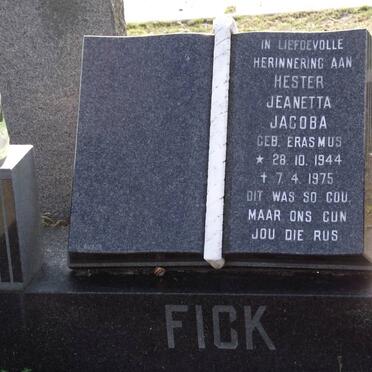 IN LIEFDEVOLLE
HERINNERING AAN
HESTER
JEANETTA
JACOBA
GEB. ERASMUS
★ 28. 10. 1944
✝ 7. 4. 1975
DIT WAS SO GOU,
MAAR ONS GUN
JOU DIE RUS
FICK